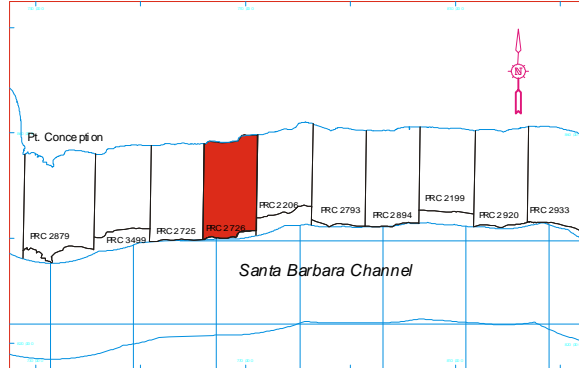 N
Pt. Conception
PRC 2879
PRC 3499
PRC 2725
PRC 2726
PRC 2206
PRC 2793
PRC 2894
PRC 2199
PRC 2920
PRC 2933
Santa Barbara Channel